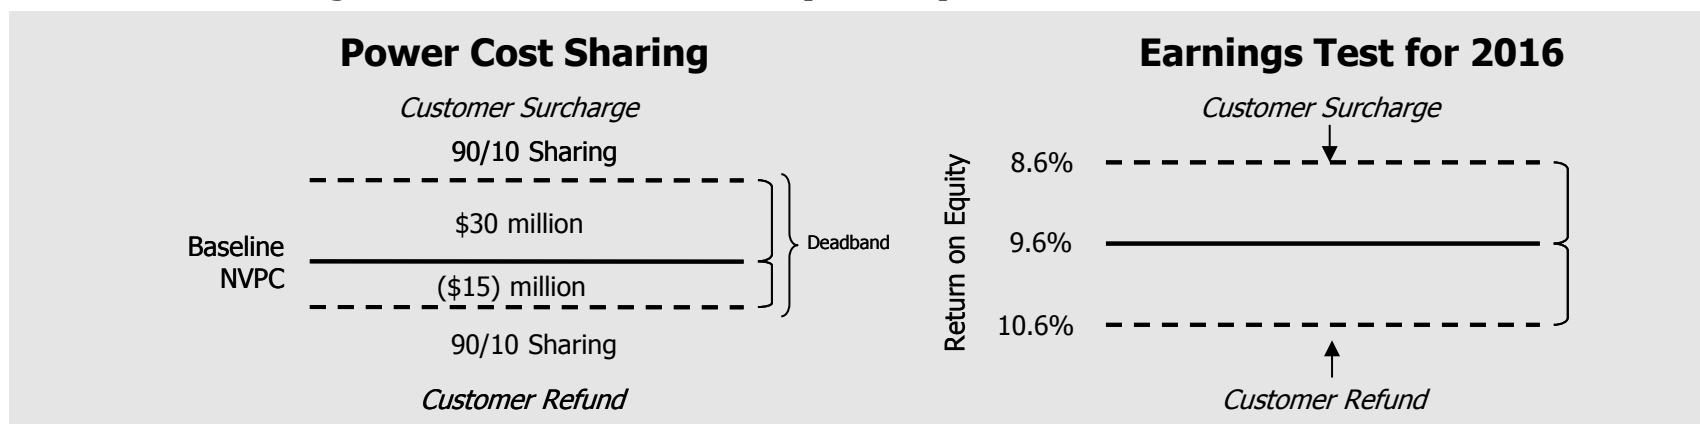 Power Cost Sharing
Customer Surcharge
90/10 Sharing
$30 million
Baseline
NVPC
($15) million
Deadband
90/10 Sharing
Customer Refund
Earnings Test for 2016
Customer Surcharge
Return on Equity
8.6%
9.6%
10.6%
Customer Refund